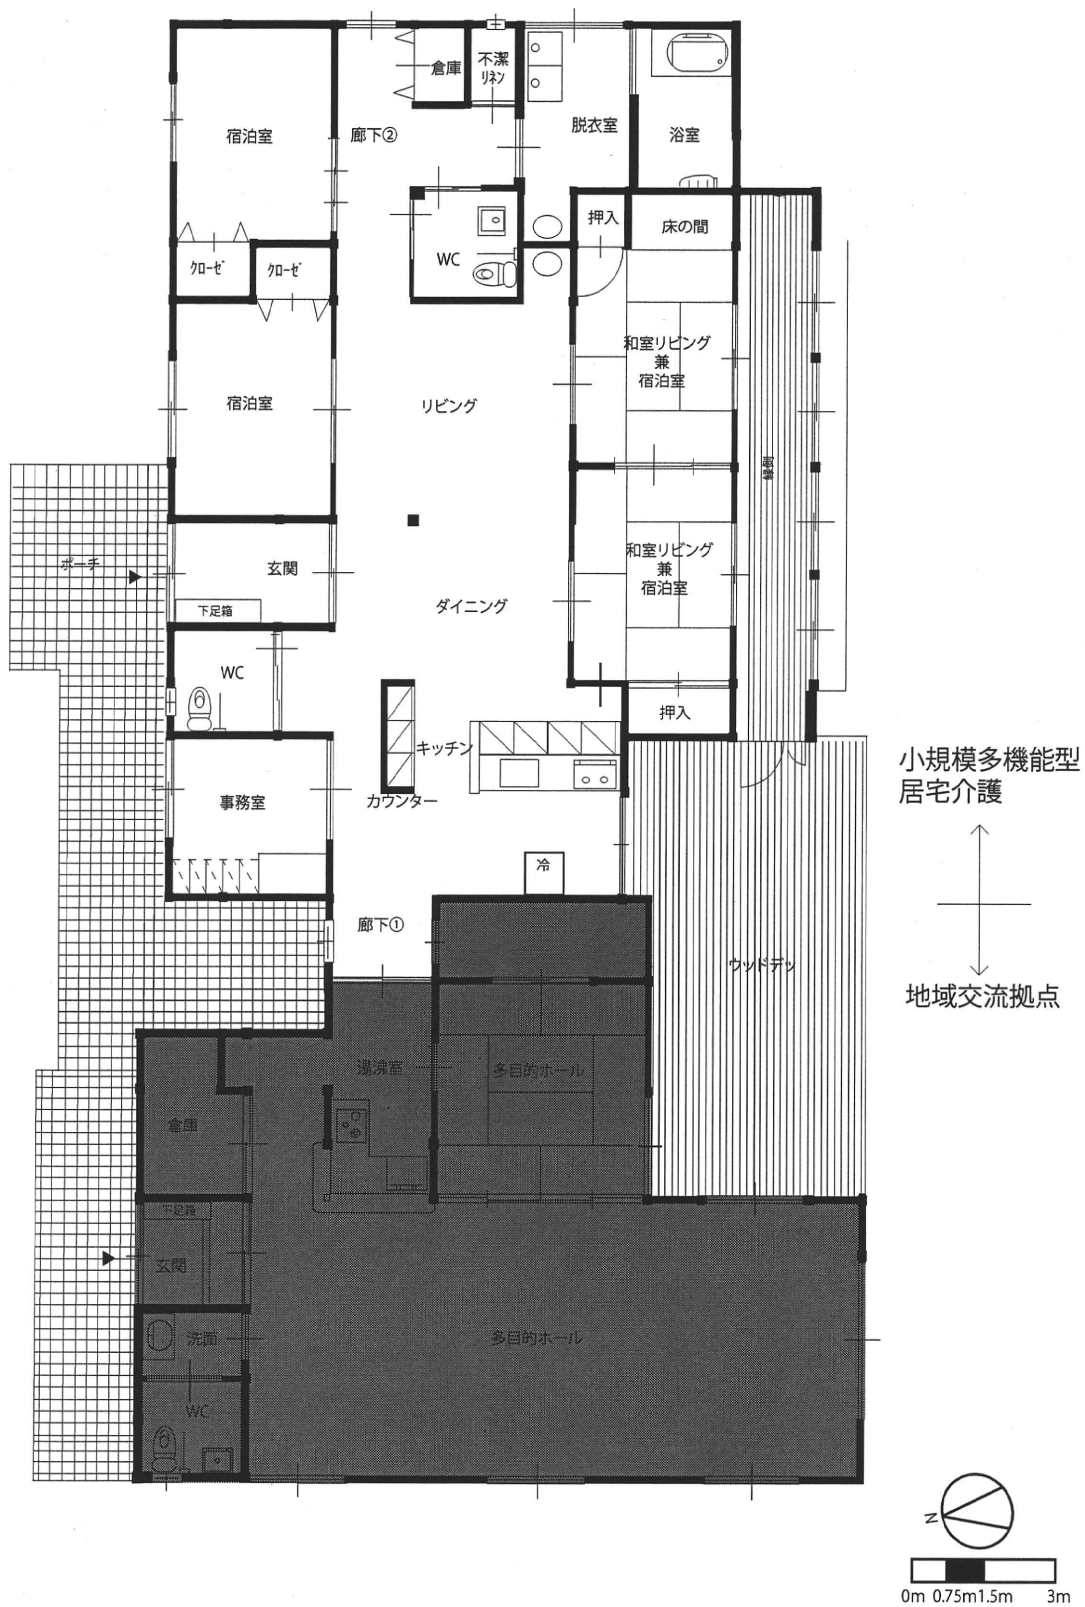 倉庫
不潔
ﾘﾈﾝ
宿泊室
廊下②
脱衣室
浴室
押入
床の間
WC
ｸﾛｰｾﾞ
ｸﾛｰｾﾞ
和室リビング
兼
宿泊室
宿泊室
リビング
縁側
ポーチ
玄関
下足箱
ダイニング
和室リビング
兼
宿泊室
WC
押入
キッチン
カウンター
事務室
冷
小規模多機能型
居宅介護
廊下①
ウッドデッ
地域交流拠点
湯沸室
多目的ホール
倉庫
下足箱
玄関
洗面
多目的ホール
WC
N
0m 0.75m1.5m 3m